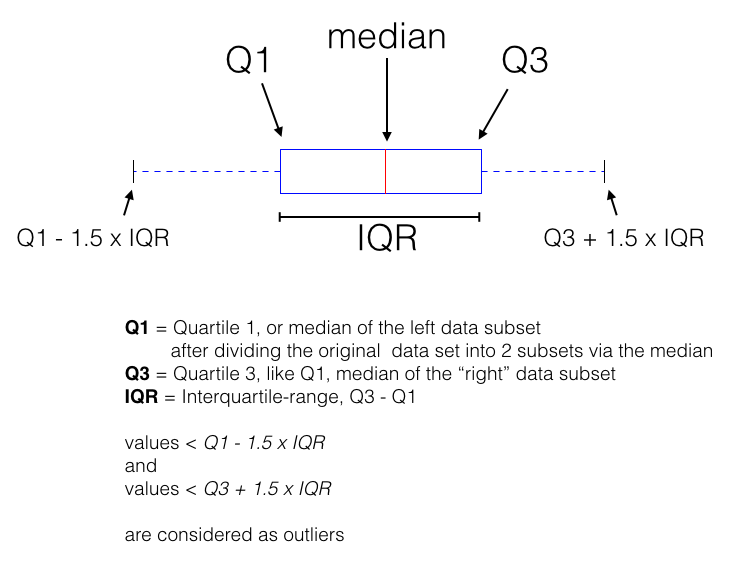 median
Q1
Q3
Q1 - 1.5 x IQR
IQR
Q3 + 1.5 x IQR
Q1 = Quartile 1, or median of the left data subset
after dividing the original data set into 2 subsets via the median
Q3 = Quartile 3, like Q1, median of the “right” data subset
IQR = Interquartile-range, Q3 - Q1
values < Q1 - 1.5 x IQR
and
values < Q3 + 1.5 x IQR
are considered as outliers